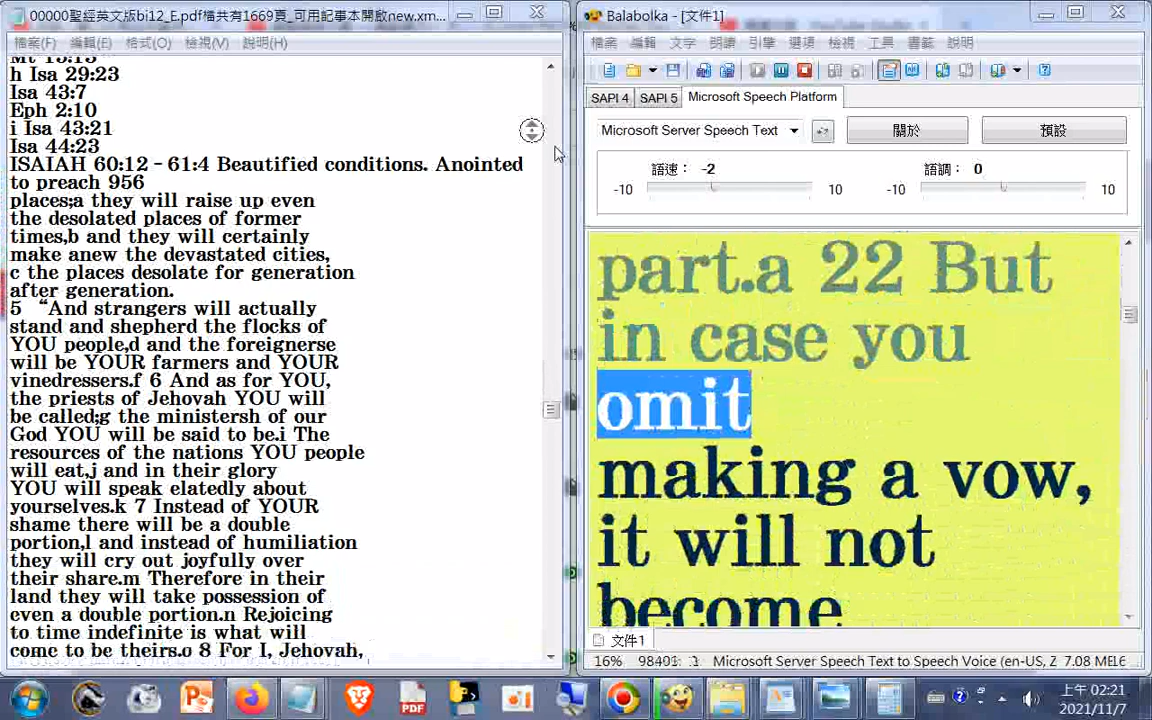 00000聖經英文版bi12_E.pdf檔共有1669頁_可用記事本開啟new.xm...
檔案(F) 編輯(E) 格式(O) 檢視(V) 說明(H)
Mt 13:13
h Isa 29:23
Isa 43:7
Eph 2:10
i Isa 43:21
Isa 44:23
ISAIAH 60:12–61:4 Beautified conditions. Anointed
to preach 956
places;a they will raise up even
the desolated places of former
times,b and they will certainly
make anew the devastated cities,
c the places desolate for generation
after generation.
5 “And strangers will actually
stand and shepherd the flocks of
YOU people,d and the foreignerse
will be YOUR farmers and YOUR
vinedressers.f 6 And as for YOU,
the priests of Jehovah YOU will
be called;g the ministersh of our
God YOU will be said to be.i The
resources of the nations YOU people
will eat,j and in their glory
YOU will speak elatedly about
yourselves.k 7 Instead of YOUR
shame there will be a double
portion,l and instead of humiliation
they will cry out joyfully over
their share.m Therefore in their
land they will take possession of
even a double portion.n Rejoicing
to time indefinite is what will
come to be theirs.o 8 For I, Jehovah,
Balabolka - [文件1]
檔案 編輯 文字 朗讀 引擎 選項 檢視 工具 書籤 說明
SAPI 4 SAPI 5 Microsoft Speech Platform
Microsoft Server Speech Text 關於 預設
語速： -2 語調： 0
-10 10 -10 10
part.a 22 But
in case you
omit
making a vow,
it will not
become
文件1
16% 98401: 1 Microsoft Server Speech Text to Speech Voice (en-US, Z 7.08 МБ
上午 02:21
2021/11/7